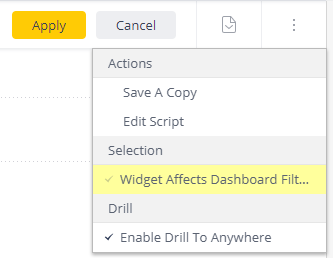 Apply Cancel
Actions
Save A Copy
Edit Script
Selection
Widget Affects Dashboard Filt...
Drill
Enable Drill To Anywhere